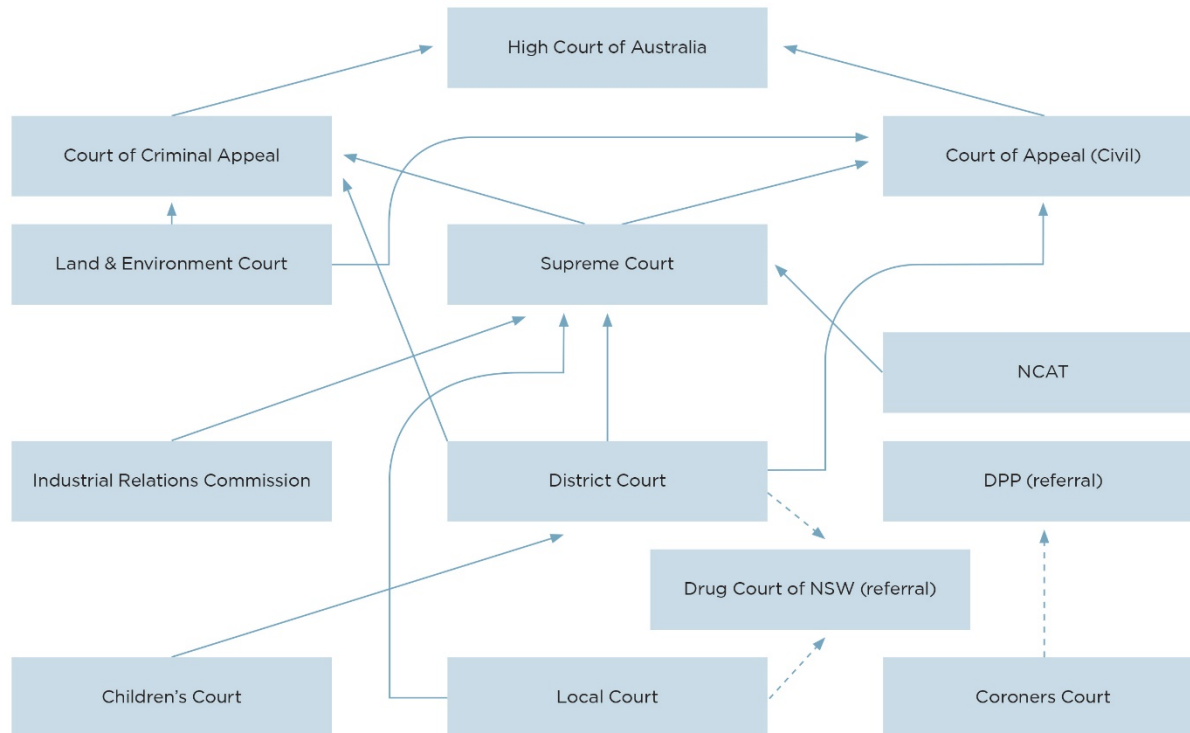 High Court of Australia
Court of Criminal Appeal
Court of Appeal (Civil)
Land & Environment Court
Supreme Court
NCAT
Industrial Relations Commission
District Court
DPP (referral)
Drug Court of NSW (referral)
Children’s Court
Local Court
Coroners Court